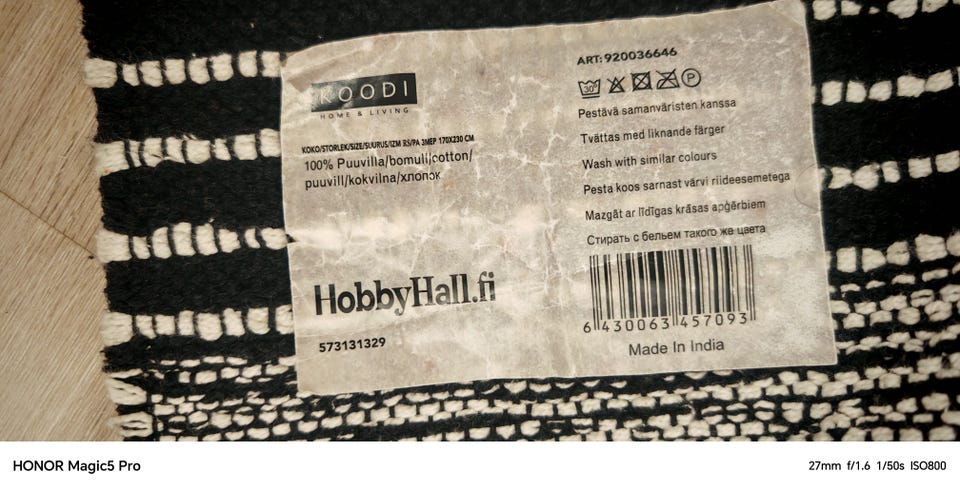 KOODI
HOME & LIVING
KOKO/STORLEK/SIZE/SUURUS/IZM RS/РАЗМЕР 170X230 CM
100% Puuvilla/bomull/cotton/
puuvill/kokvilna/хлопок
HobbyHall.fi
573131329
ART: 920036646
30°
P
Pestävä samanväristen kanssa
Tvättas med liknande färger
Wash with similar colours
Pesta koos sarnast värvi riideesemetega
Mazgāt ar līdīgas krāsas apģērbiem
Стирать с бельем такого же цвета
6 430063 457093
Made In India
HONOR Magic5 Pro
27mm f/1.6 1/50s ISO800